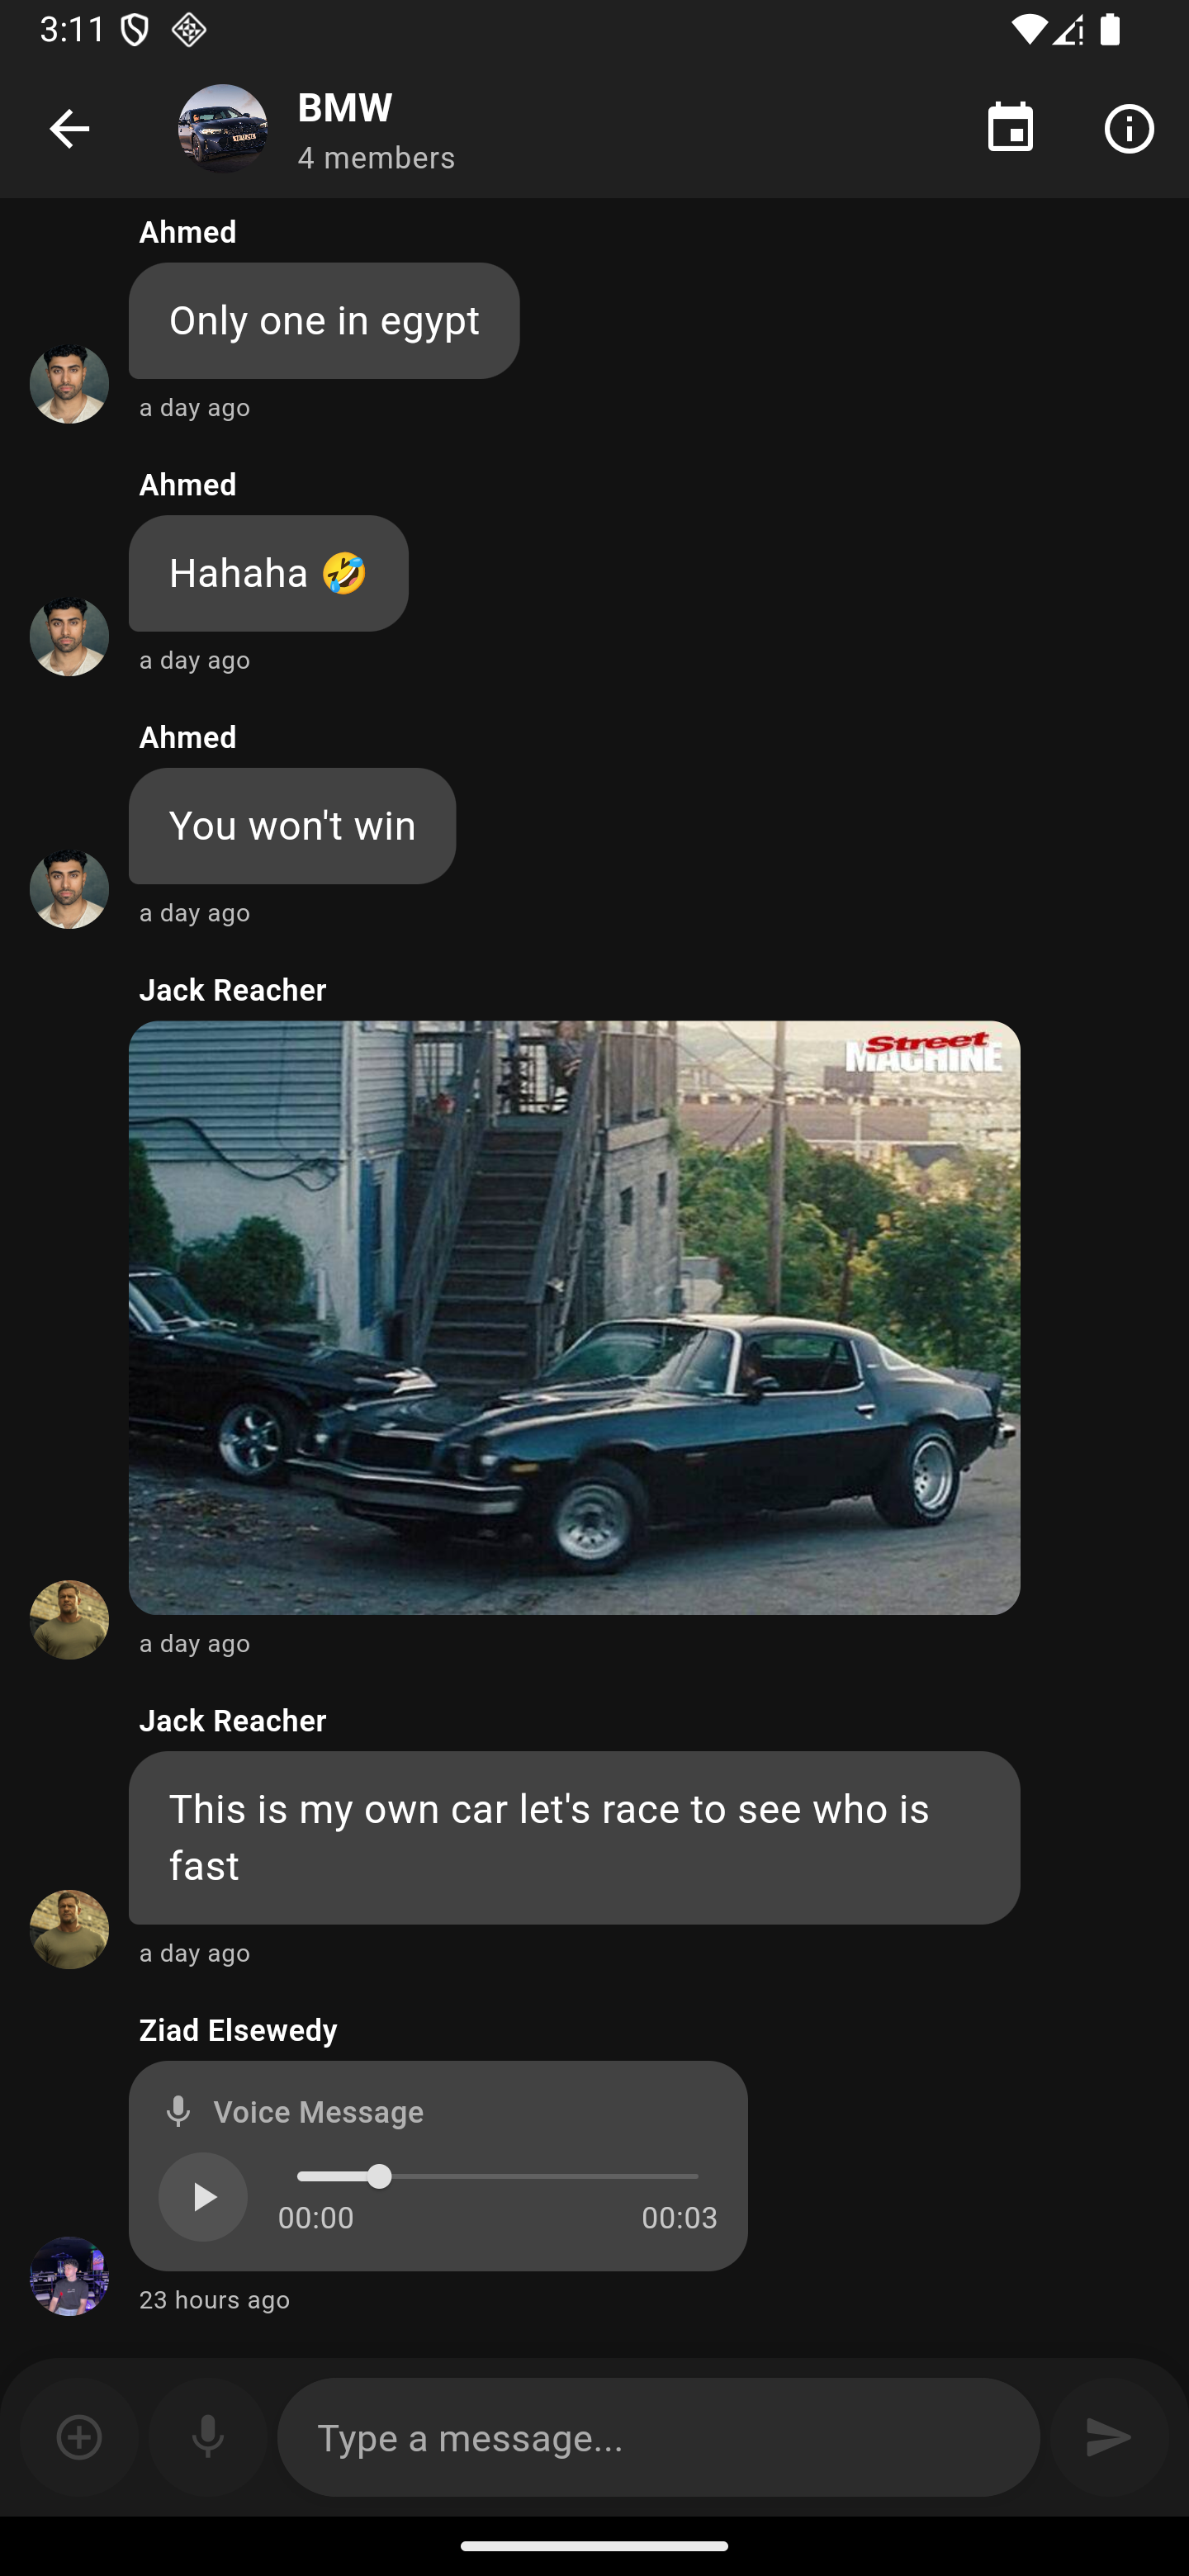 3:11
BMW
4 members
Ahmed
Only one in egypt
a day ago
Ahmed
Hahaha 🤣
a day ago
Ahmed
You won't win
a day ago
Jack Reacher
Street
MACHINE
a day ago
Jack Reacher
This is my own car let's race to see who is
fast
a day ago
Ziad Elsewedy
Voice Message
00:00
00:03
23 hours ago
Type a message...